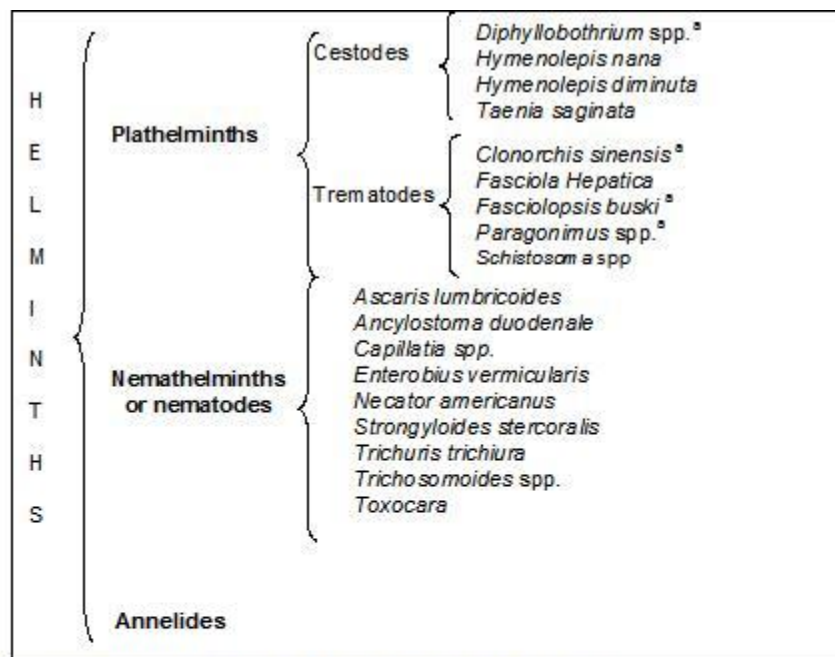 HELMINTHS
Plathelminths
Cestodes
Diphyllobothrium spp.ª
Hymenolepis nana
Hymenolepis diminuta
Taenia saginata
Trematodes
Clonorchis sinensisª
Fasciola Hepatica
Fasciolopsis buskiª
Paragonimus spp.ª
Schistosoma spp
Nemathelminths
or nematodes
Ascaris lumbricoides
Ancylostoma duodenale
Capillatia spp.
Enterobius vermicularis
Necator americanus
Strongyloides stercoralis
Trichuris trichiura
Trichosomoides spp.
Toxocara
Annelides